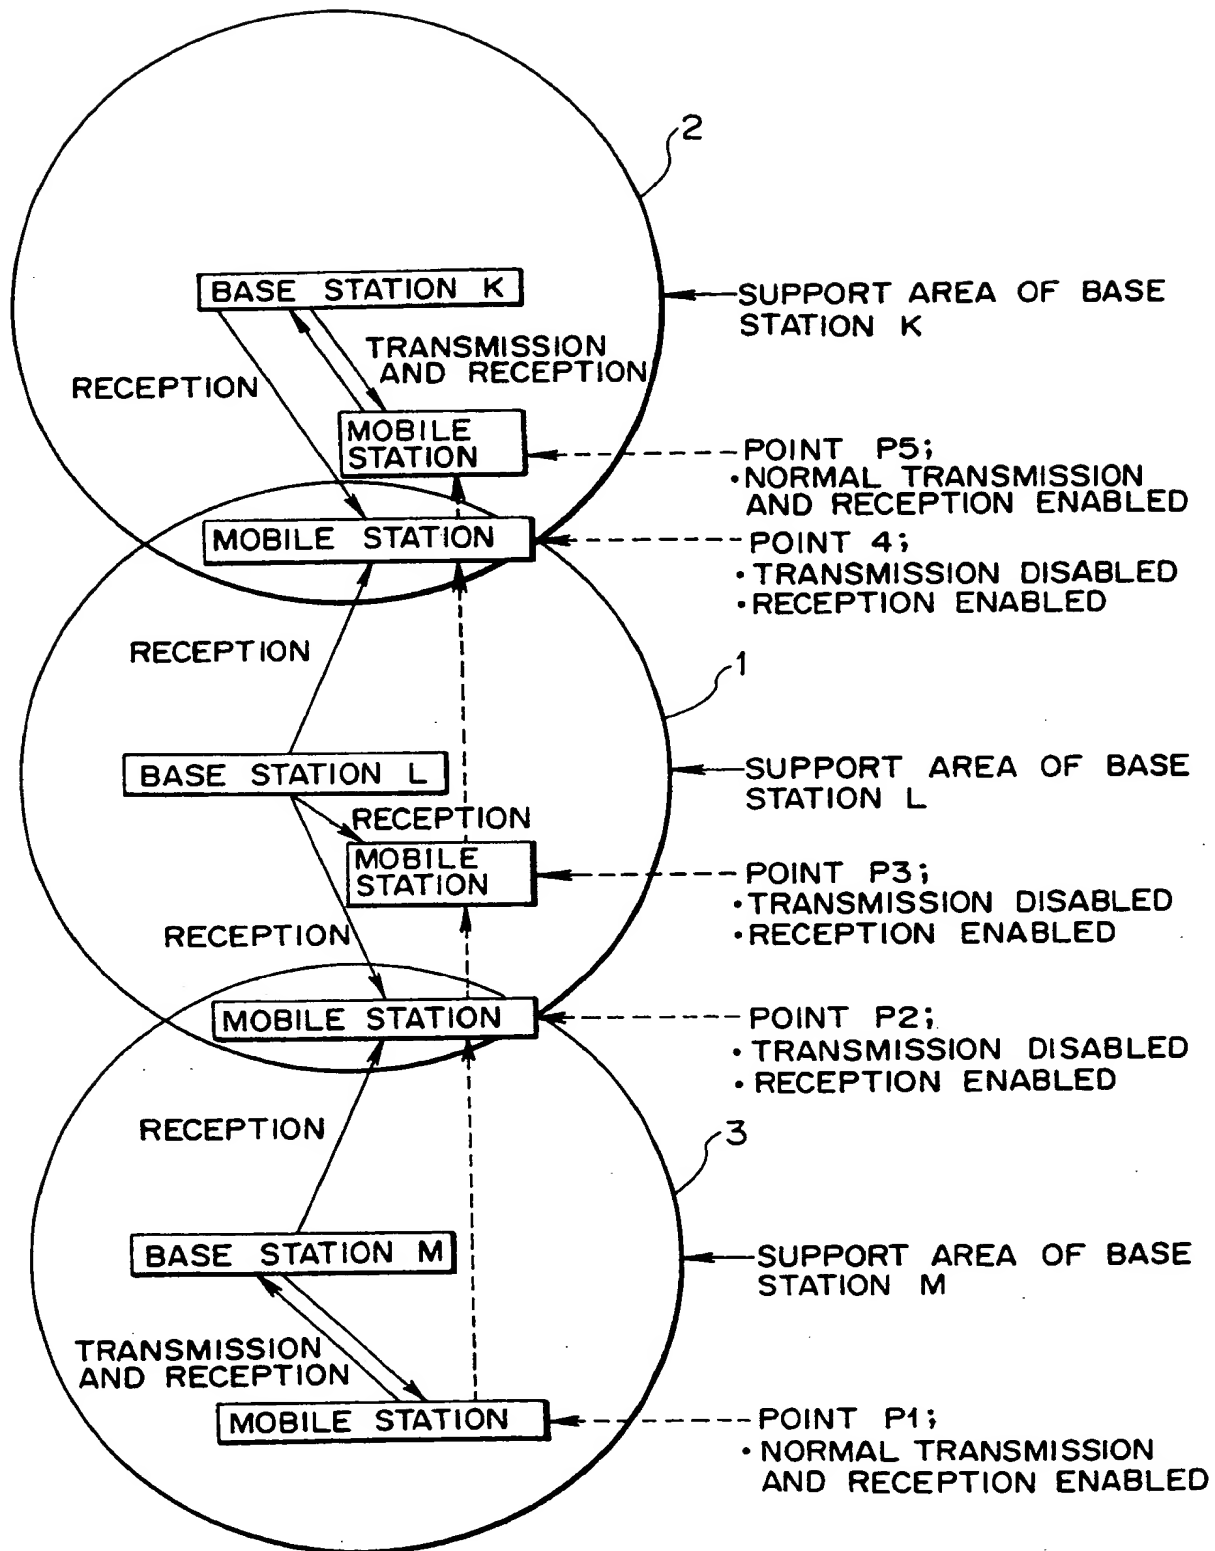 2
BASE STATION K
SUPPORT AREA OF BASE
STATION K
TRANSMISSION
AND RECEPTION
RECEPTION
MOBILE
STATION
POINT P5;
・NORMAL TRANSMISSION
AND RECEPTION ENABLED
MOBILE STATION
POINT 4;
・TRANSMISSION DISABLED
・RECEPTION ENABLED
RECEPTION
1
BASE STATION L
SUPPORT AREA OF BASE
STATION L
RECEPTION
MOBILE
STATION
POINT P3;
・TRANSMISSION DISABLED
・RECEPTION ENABLED
RECEPTION
MOBILE STATION
POINT P2;
・TRANSMISSION DISABLED
・RECEPTION ENABLED
RECEPTION
3
BASE STATION M
SUPPORT AREA OF BASE
STATION M
TRANSMISSION
AND RECEPTION
MOBILE STATION
POINT P1;
・NORMAL TRANSMISSION
AND RECEPTION ENABLED